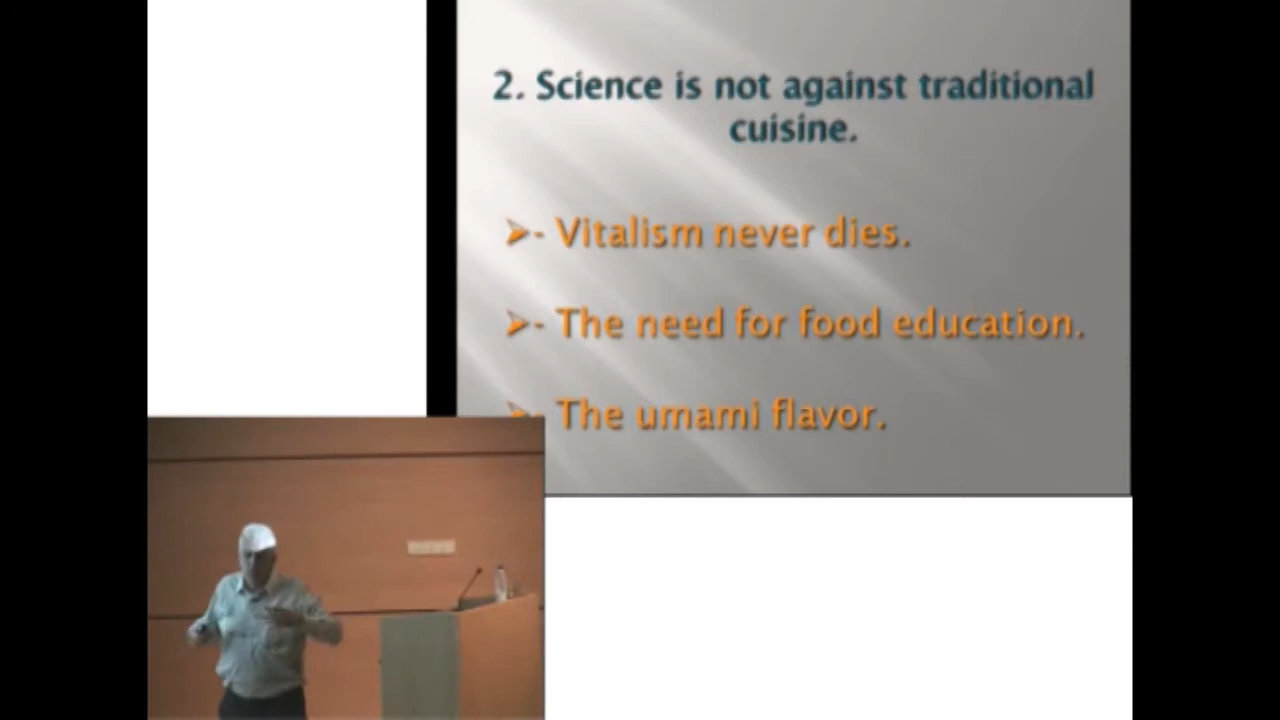 2. Science is not against traditional
cuisine.
- Vitalism never dies.
- The need for food education.
- The umami flavor.